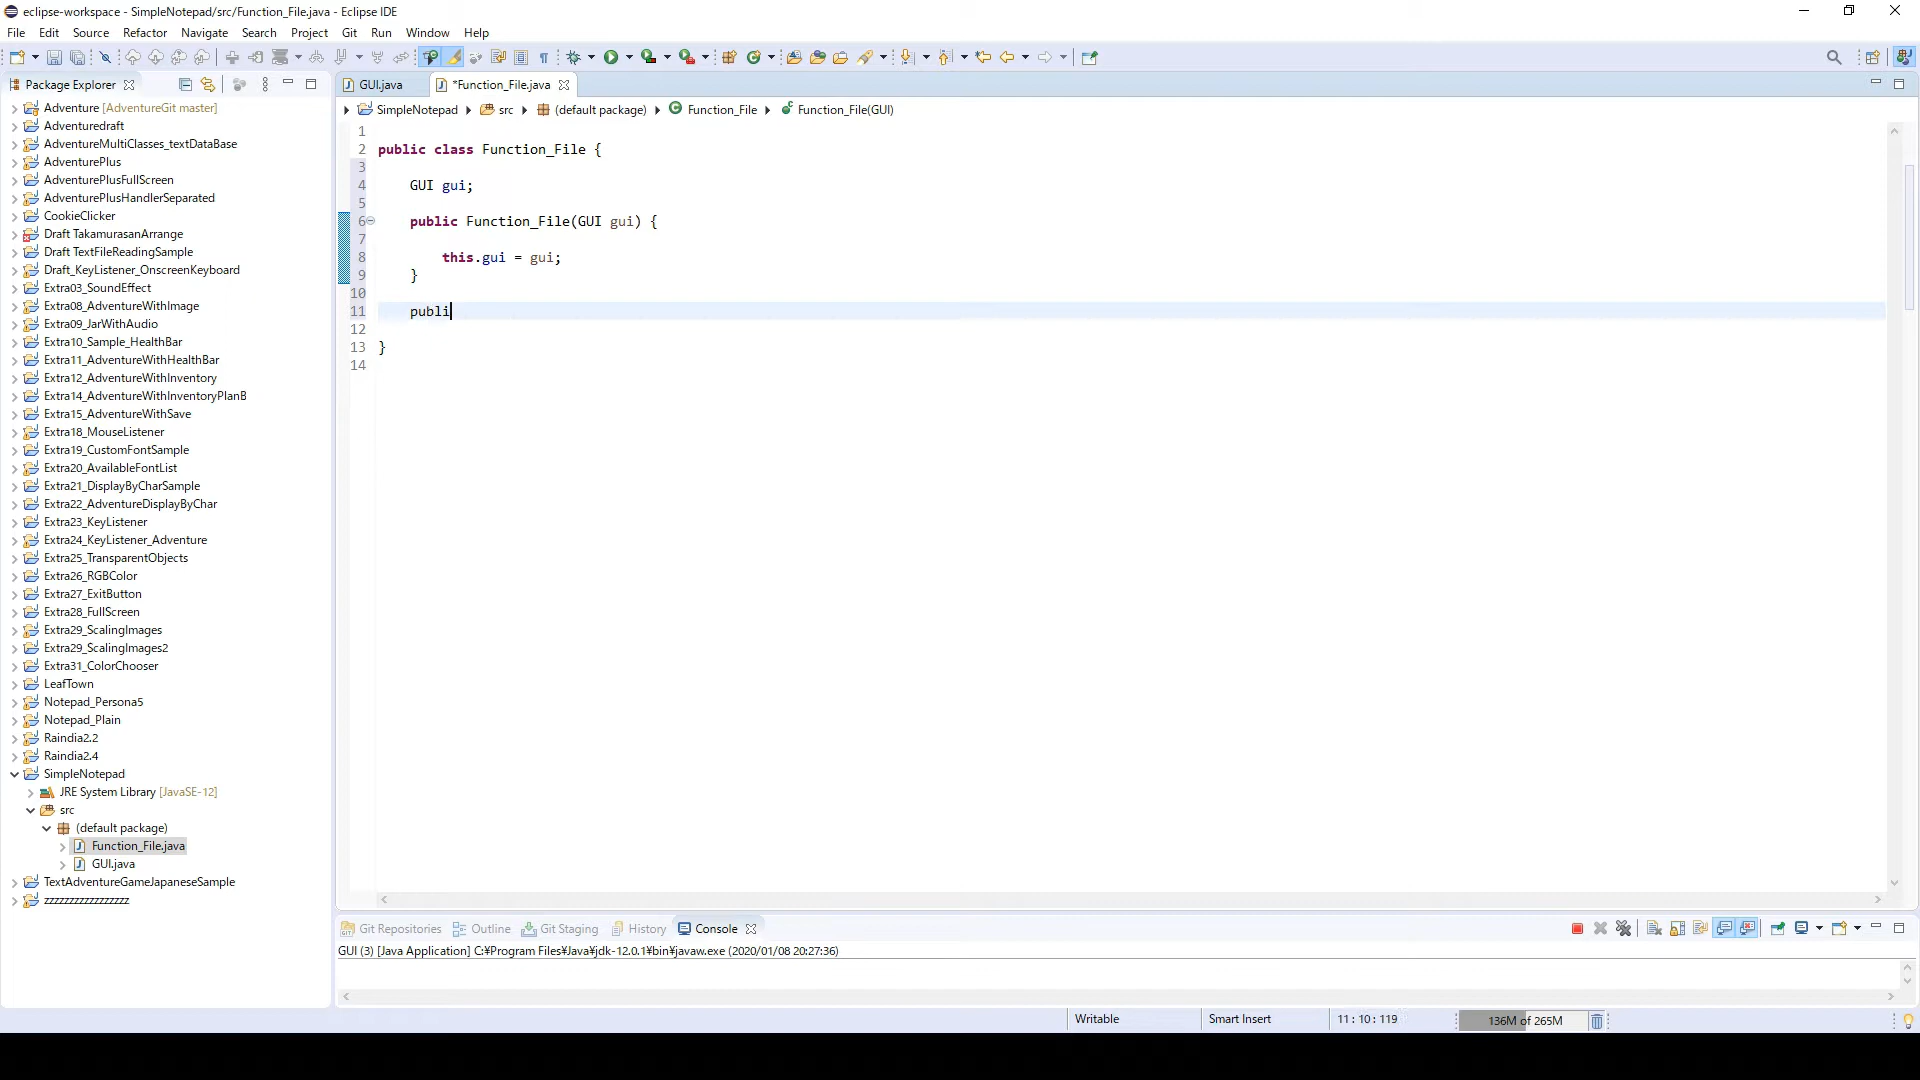 eclipse-workspace - SimpleNotepad/src/Function_File.java - Eclipse IDE
File Edit Source Refactor Navigate Search Project Git Run Window Help
Package Explorer
GUI.java *Function_File.java
Adventure [AdventureGit master]
SimpleNotepad src (default package) Function_File Function_File(GUI)
Adventuredraft
AdventureMultiClasses_textDataBase
AdventurePlus
AdventurePlusFullScreen
AdventurePlusHandlerSeparated
CookieClicker
Draft TakamurasanArrange
Draft TextFileReadingSample
Draft_KeyListener_OnscreenKeyboard
Extra03_SoundEffect
Extra08_AdventureWithImage
Extra09_JarWithAudio
Extra10_Sample_HealthBar
Extra11_AdventureWithHealthBar
Extra12_AdventureWithInventory
Extra14_AdventureWithInventoryPlanB
Extra15_AdventureWithSave
Extra18_MouseListener
Extra19_CustomFontSample
Extra20_AvailableFontList
Extra21_DisplayByCharSample
Extra22_AdventureDisplayByChar
Extra23_KeyListener
Extra24_KeyListener_Adventure
Extra25_TransparentObjects
Extra26_RGBColor
Extra27_ExitButton
Extra28_FullScreen
Extra29_ScalingImages
Extra29_ScalingImages2
Extra31_ColorChooser
LeafTown
Notepad_Persona5
Notepad_Plain
Raindia2.2
Raindia2.4
SimpleNotepad
JRE System Library [JavaSE-12]
src
(default package)
Function_File.java
GUI.java
TextAdventureGameJapaneseSample
zzzzzzzzzzzzzzzzz
1
2 public class Function_File {
3
4 GUI gui;
5
6 public Function_File(GUI gui) {
7
8 this.gui = gui;
9 }
10
11 publi
12
13 }
14
Git Repositories Outline Git Staging History Console
GUI (3) [Java Application] C:¥Program Files¥Java¥jdk-12.0.1¥bin¥javaw.exe (2020/01/08 20:27:36)
Writable Smart Insert 11 : 10 : 119 136M of 265M